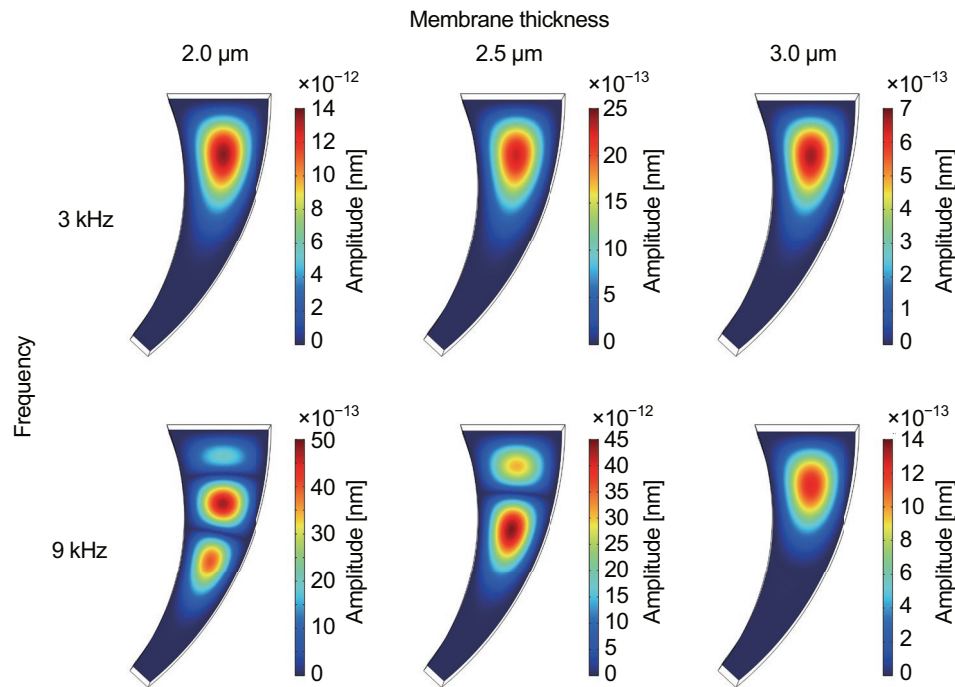 Membrane thickness
2.0 µm 2.5 µm 3.0 µm
×10⁻¹² ×10⁻¹³ ×10⁻¹³
14 25 7
12 20 6
10 15 5
8 10 4
6 5 3
4 0 2
2 1
0 0
Amplitude [nm] Amplitude [nm] Amplitude [nm]
3 kHz
Frequency
×10⁻¹³ ×10⁻¹² ×10⁻¹³
50 45 14
40 40 12
30 35 10
20 30 8
10 25 6
0 20 4
15 2
10 0
5
0
Amplitude [nm] Amplitude [nm] Amplitude [nm]
9 kHz